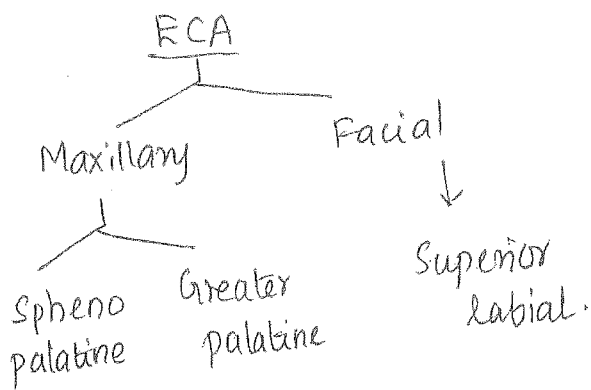 ECA
Maxillary
Facial
Spheno
palatine
Greater
palatine
Superior
labial.